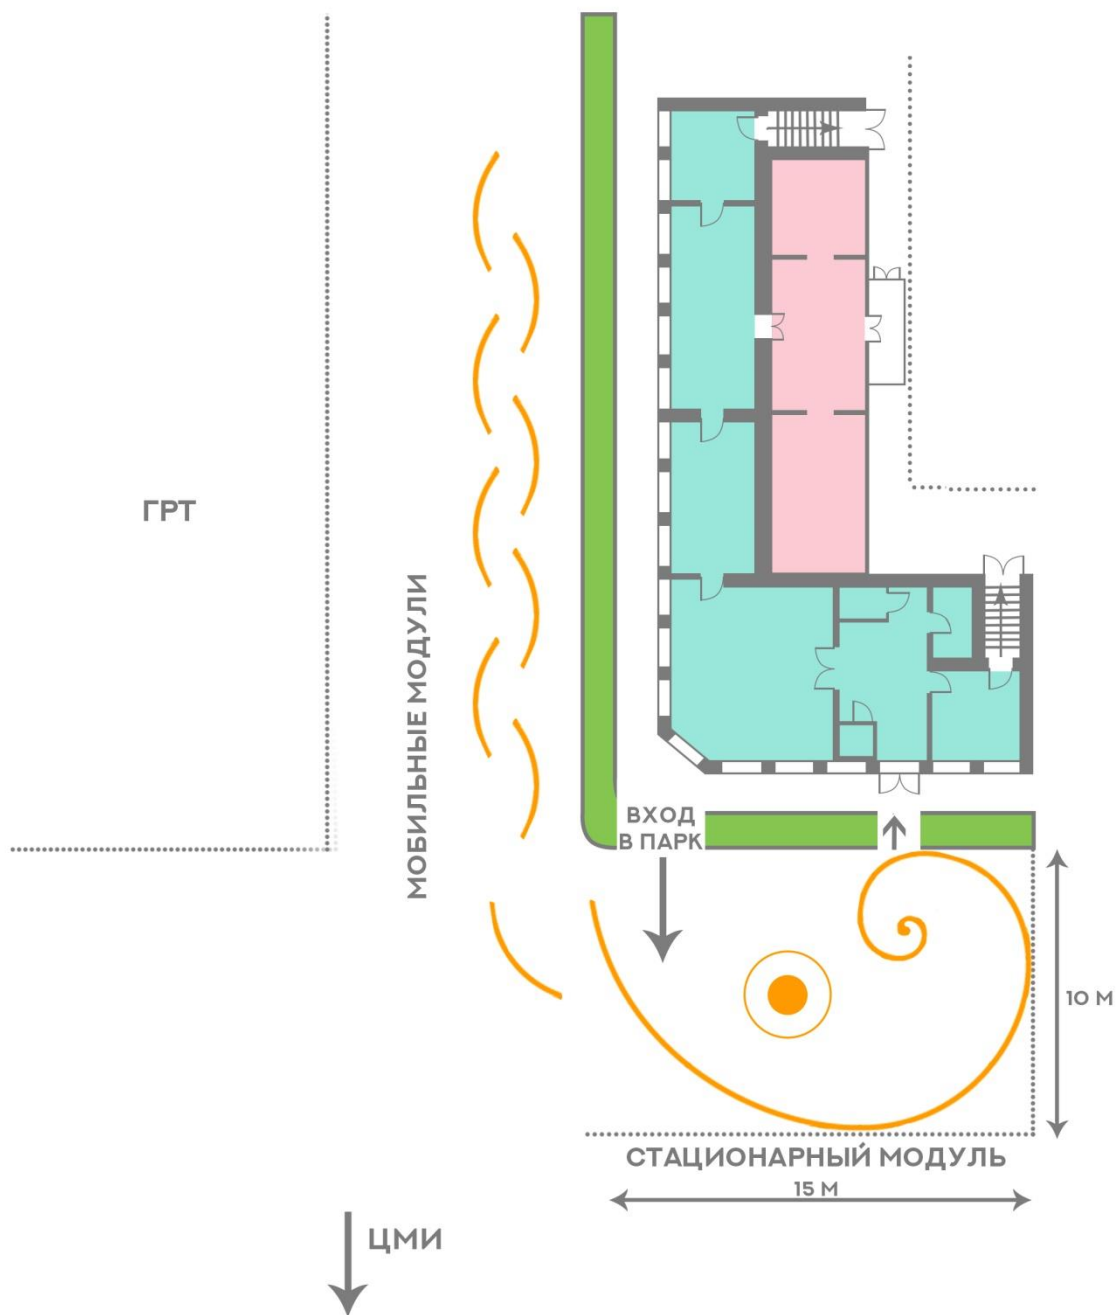 ГРТ
МОБИЛЬНЫЕ МОДУЛИ
ВХОД
В ПАРК
10 М
СТАЦИОНАРНЫЙ МОДУЛЬ
15 М
ЦМИ